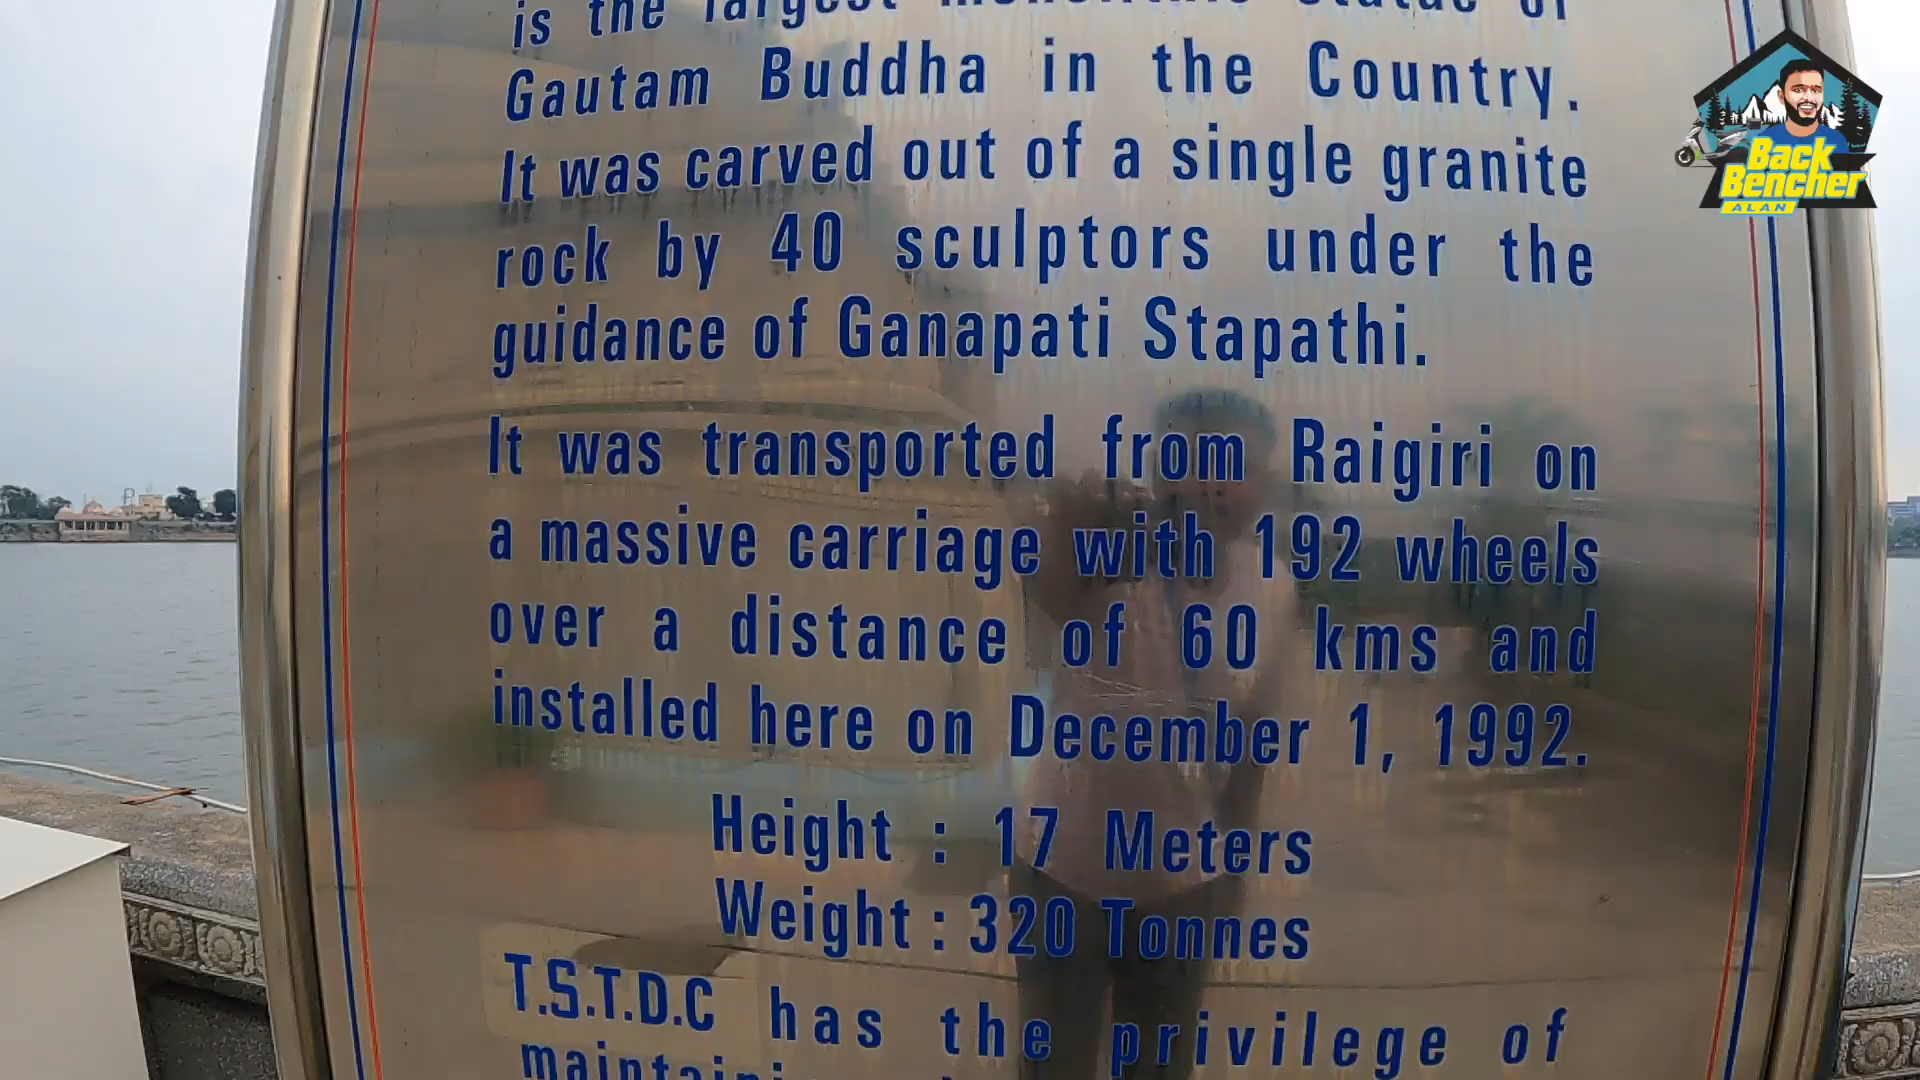 is the largest monolithic statue of
Gautam Buddha in the Country.
It was carved out of a single granite
rock by 40 sculptors under the
guidance of Ganapati Stapathi.
It was transported from Raigiri on
a massive carriage with 192 wheels
over a distance of 60 kms and
installed here on December 1, 1992.
Height : 17 Meters
Weight : 320 Tonnes
T.S.T.D.C has the privilege of
Back
Bencher
ALAN